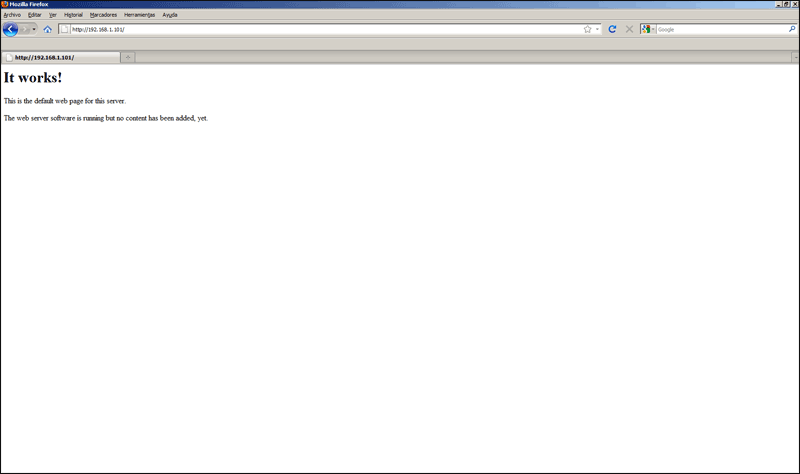 Mozilla Firefox
Archivo Editar Ver Historial Marcadores Herramientas Ayuda
http://192.168.1.101/
Google
http://192.168.1.101/
It works!
This is the default web page for this server.
The web server software is running but no content has been added, yet.